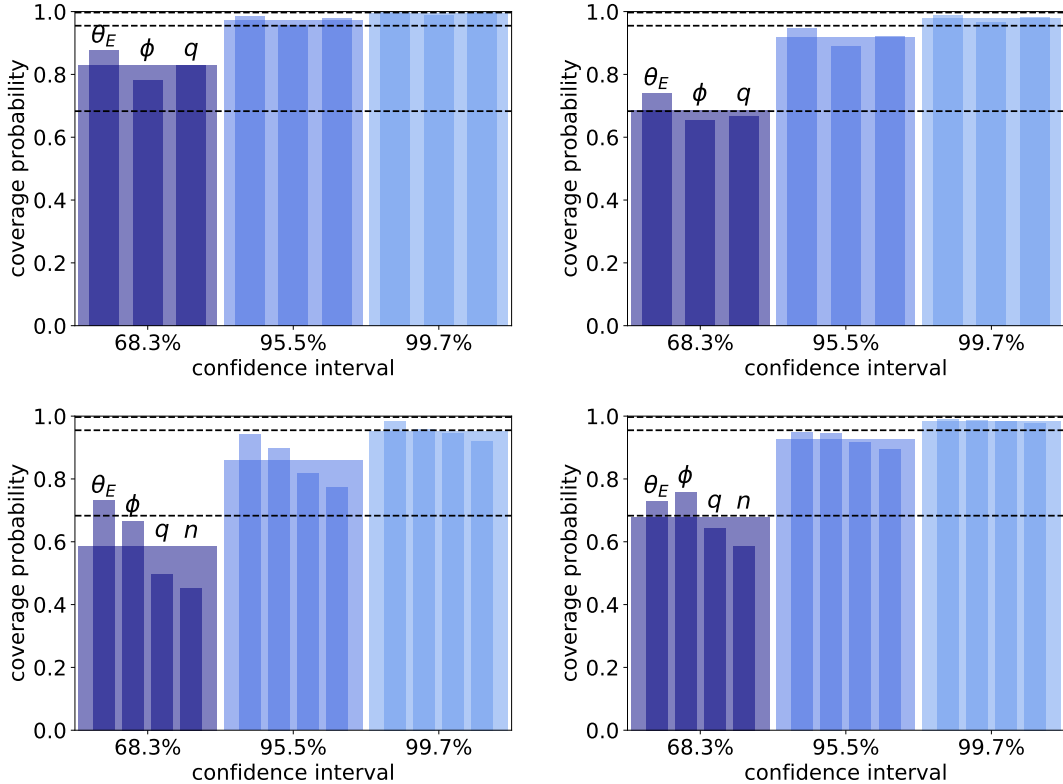 1.0
0.8
0.6
0.4
0.2
0.0
coverage probability
θ_E ϕ q
68.3% 95.5% 99.7%
confidence interval
1.0
0.8
0.6
0.4
0.2
0.0
coverage probability
θ_E ϕ q
68.3% 95.5% 99.7%
confidence interval
1.0
0.8
0.6
0.4
0.2
0.0
coverage probability
θ_E ϕ q n
68.3% 95.5% 99.7%
confidence interval
1.0
0.8
0.6
0.4
0.2
0.0
coverage probability
θ_E ϕ q n
68.3% 95.5% 99.7%
confidence interval